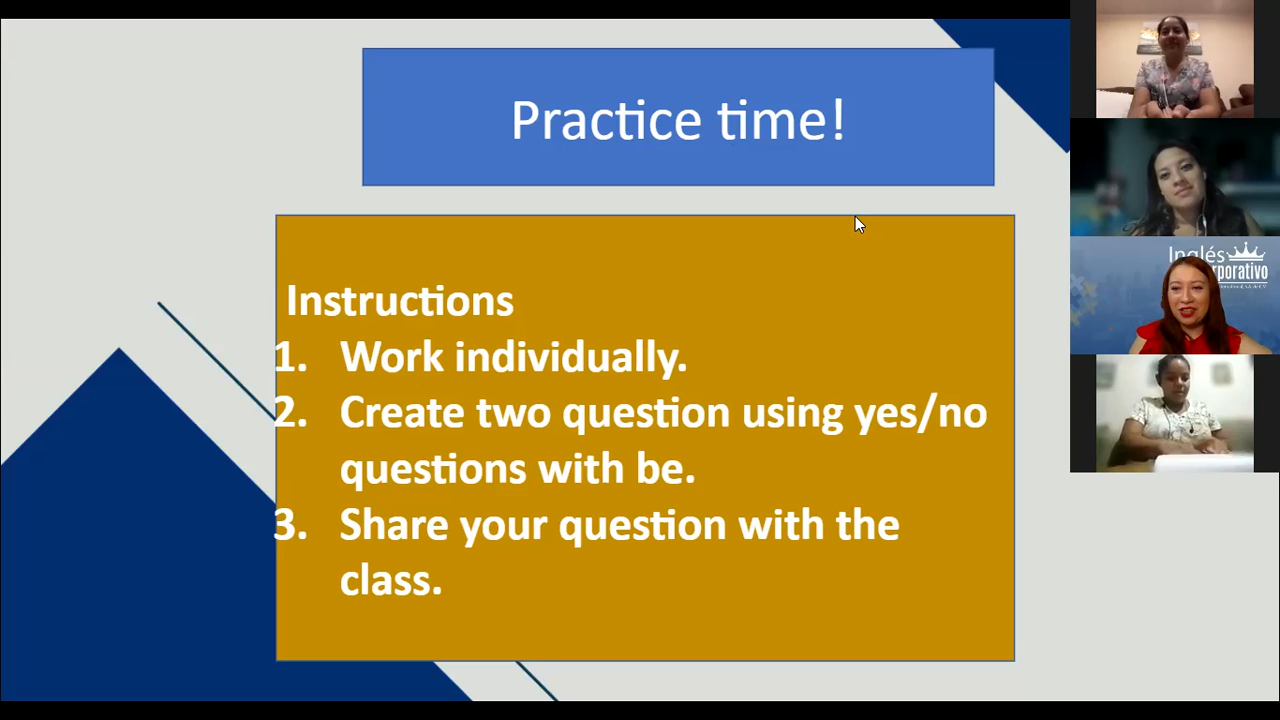 Practice time!
Instructions
1. Work individually.
2. Create two question using yes/no
questions with be.
3. Share your question with the
class.
Inglés
rporativo